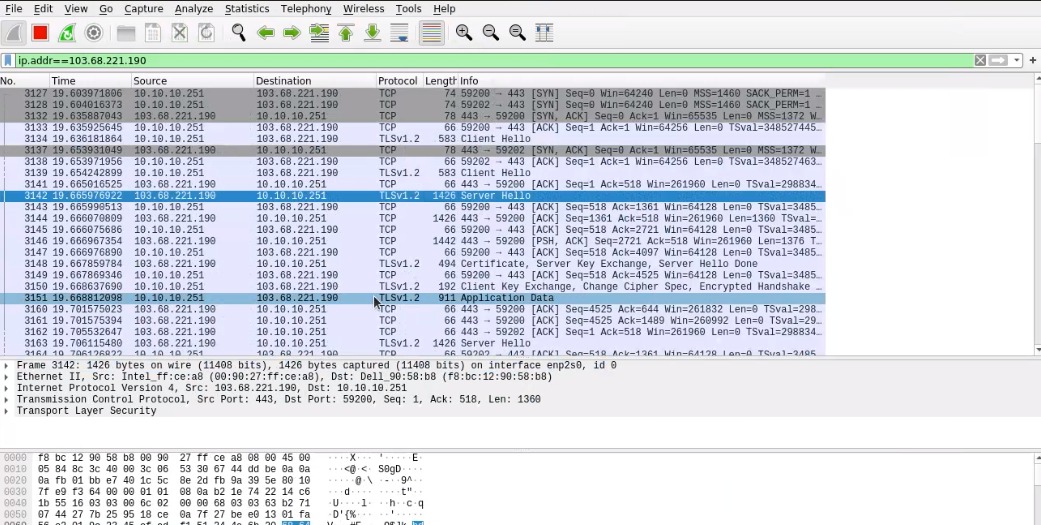 File Edit View Go Capture Analyze Statistics Telephony Wireless Tools Help
ip.addr==103.68.221.190
No. Time Source Destination Protocol Length Info
3127 19.603971806 10.10.10.251 103.68.221.190 TCP 74 59200 → 443 [SYN] Seq=0 Win=64240 Len=0 MSS=1460 SACK_PERM=1 …
3128 19.604016373 10.10.10.251 103.68.221.190 TCP 74 59202 → 443 [SYN] Seq=0 Win=64240 Len=0 MSS=1460 SACK_PERM=1 …
3132 19.635887043 103.68.221.190 10.10.10.251 TCP 78 443 → 59200 [SYN, ACK] Seq=0 Ack=1 Win=65535 Len=0 MSS=1372 W…
3133 19.635925645 10.10.10.251 103.68.221.190 TCP 66 59200 → 443 [ACK] Seq=1 Ack=1 Win=64256 Len=0 TSval=348527445…
3134 19.636181864 10.10.10.251 103.68.221.190 TLSv1.2 583 Client Hello
3137 19.653931049 103.68.221.190 10.10.10.251 TCP 78 443 → 59202 [SYN, ACK] Seq=0 Ack=1 Win=65535 Len=0 MSS=1372 W…
3138 19.653971956 10.10.10.251 103.68.221.190 TCP 66 59202 → 443 [ACK] Seq=1 Ack=1 Win=64256 Len=0 TSval=348527463…
3139 19.654242899 10.10.10.251 103.68.221.190 TLSv1.2 583 Client Hello
3141 19.665016525 103.68.221.190 10.10.10.251 TCP 66 443 → 59200 [ACK] Seq=1 Ack=518 Win=261960 Len=0 TSval=298834…
3142 19.665976922 103.68.221.190 10.10.10.251 TLSv1.2 1426 Server Hello
3143 19.665990513 10.10.10.251 103.68.221.190 TCP 66 59200 → 443 [ACK] Seq=518 Ack=1361 Win=64128 Len=0 TSval=3485…
3144 19.666070809 103.68.221.190 10.10.10.251 TCP 1426 443 → 59200 [ACK] Seq=1361 Ack=518 Win=261960 Len=1360 TSval=…
3145 19.666075686 10.10.10.251 103.68.221.190 TCP 66 59200 → 443 [ACK] Seq=518 Ack=2721 Win=64128 Len=0 TSval=3485…
3146 19.666967354 103.68.221.190 10.10.10.251 TCP 1442 443 → 59200 [PSH, ACK] Seq=2721 Ack=518 Win=261960 Len=1376 T…
3147 19.666976890 10.10.10.251 103.68.221.190 TCP 66 59200 → 443 [ACK] Seq=518 Ack=4097 Win=64128 Len=0 TSval=3485…
3148 19.667859784 103.68.221.190 10.10.10.251 TLSv1.2 494 Certificate, Server Key Exchange, Server Hello Done
3149 19.667869346 10.10.10.251 103.68.221.190 TCP 66 59200 → 443 [ACK] Seq=518 Ack=4525 Win=64128 Len=0 TSval=3485…
3150 19.668637690 10.10.10.251 103.68.221.190 TLSv1.2 192 Client Key Exchange, Change Cipher Spec, Encrypted Handshake …
3151 19.668812098 10.10.10.251 103.68.221.190 TLSv1.2 911 Application Data
3160 19.701575023 103.68.221.190 10.10.10.251 TCP 66 443 → 59200 [ACK] Seq=4525 Ack=644 Win=261832 Len=0 TSval=298…
3161 19.701575394 103.68.221.190 10.10.10.251 TCP 66 443 → 59200 [ACK] Seq=4525 Ack=1489 Win=260992 Len=0 TSval=29…
3162 19.705532647 103.68.221.190 10.10.10.251 TCP 66 443 → 59202 [ACK] Seq=1 Ack=518 Win=261960 Len=0 TSval=298834…
3163 19.706115480 103.68.221.190 10.10.10.251 TLSv1.2 1426 Server Hello
3164 19.706126822 10.10.10.251 103.68.221.190 TCP 66 59202 → 443 [ACK] Seq=518 Ack=1361 Win=64128 Len=0 TSval=3485…
Frame 3142: 1426 bytes on wire (11408 bits), 1426 bytes captured (11408 bits) on interface enp2s0, id 0
Ethernet II, Src: Intel_ff:ce:a8 (00:90:27:ff:ce:a8), Dst: Dell_90:58:b8 (f8:bc:12:90:58:b8)
Internet Protocol Version 4, Src: 103.68.221.190, Dst: 10.10.10.251
Transmission Control Protocol, Src Port: 443, Dst Port: 59200, Seq: 1, Ack: 518, Len: 1360
Transport Layer Security
0000 f8 bc 12 90 58 b8 00 90 27 ff ce a8 08 00 45 00 ····X··· '·····E·
0010 05 84 8c 3c 40 00 3c 06 53 30 67 44 dd be 0a 0a ···<@·<· S0gD····
0020 0a fb 01 bb e7 40 1c 5c 8e 2d fb 9a 39 5e 80 10 ·····@·\ ·-··9^··
0030 7f e9 f3 64 00 00 01 01 08 0a b2 1e 74 22 14 c6 ···d···· ····t"··
0040 1b 55 16 03 03 00 6c 02 00 00 68 03 03 63 b2 71 ·U····l· ··h··c·q
0050 07 44 27 7b 25 95 18 ce 0a 7f 27 be e0 13 01 fa ·D'{%··· ··'·····